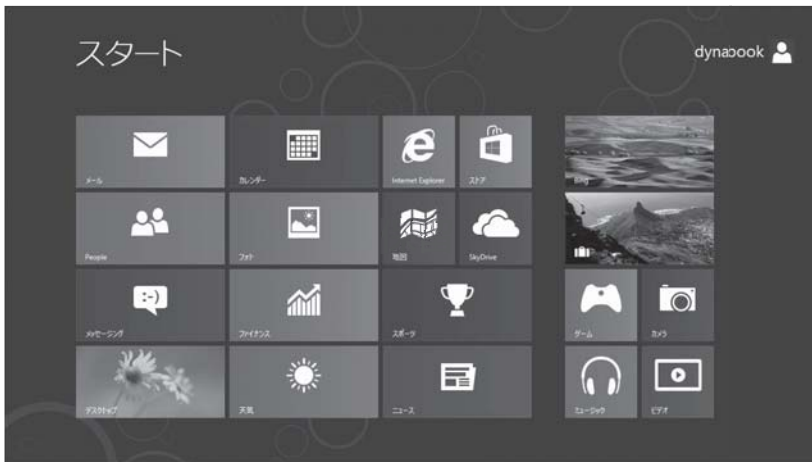 スタート
dynabook
メール
カレンダー
Internet Explorer
ストア
Bing
People
フォト
地図
SkyDrive
メッセージング
ファイナンス
スポーツ
ゲーム
カメラ
デスクトップ
天気
ニュース
ミュージック
ビデオ